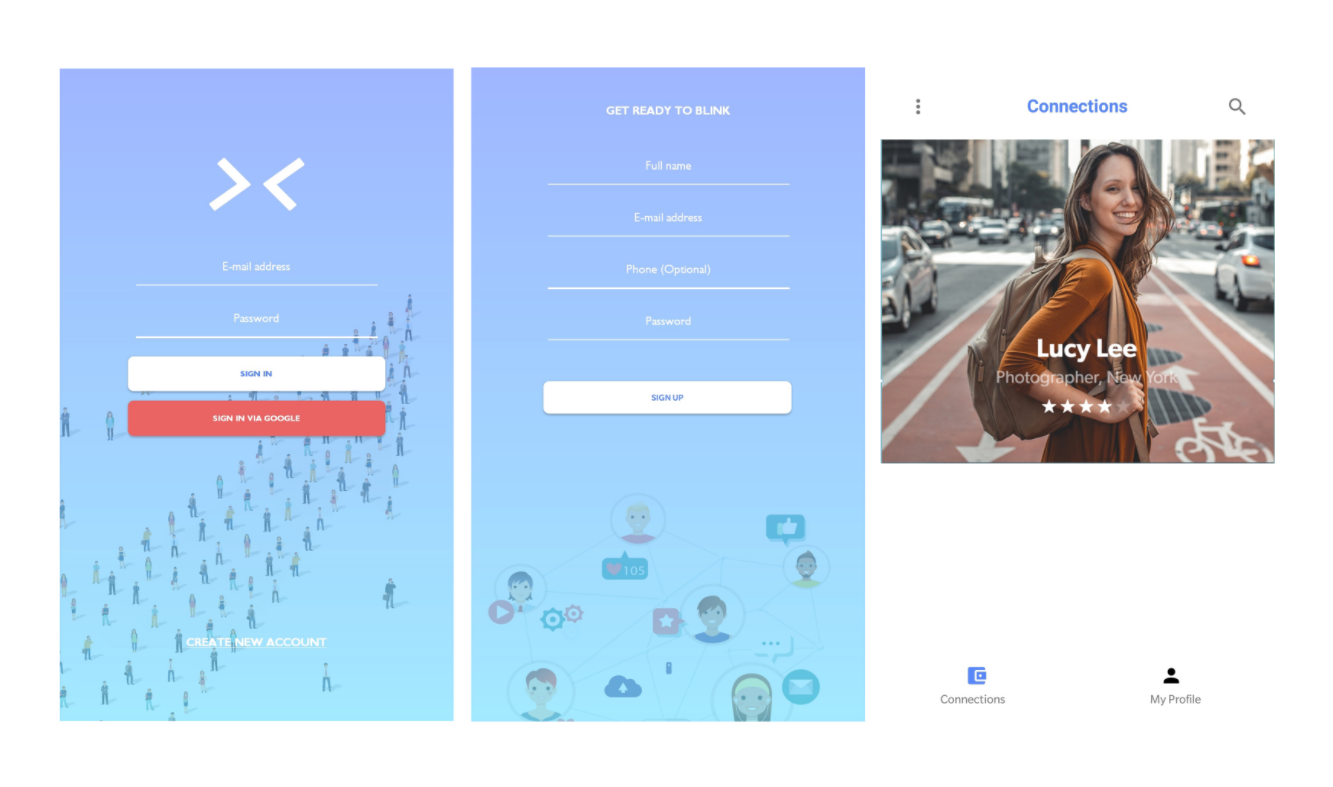 E-mail address
Password
SIGN IN
SIGN IN VIA GOOGLE
CREATE NEW ACCOUNT
GET READY TO BLINK
Full name
E-mail address
Phone (Optional)
Password
SIGN UP
105
Connections
Lucy Lee
Photographer, New York
Connections
My Profile